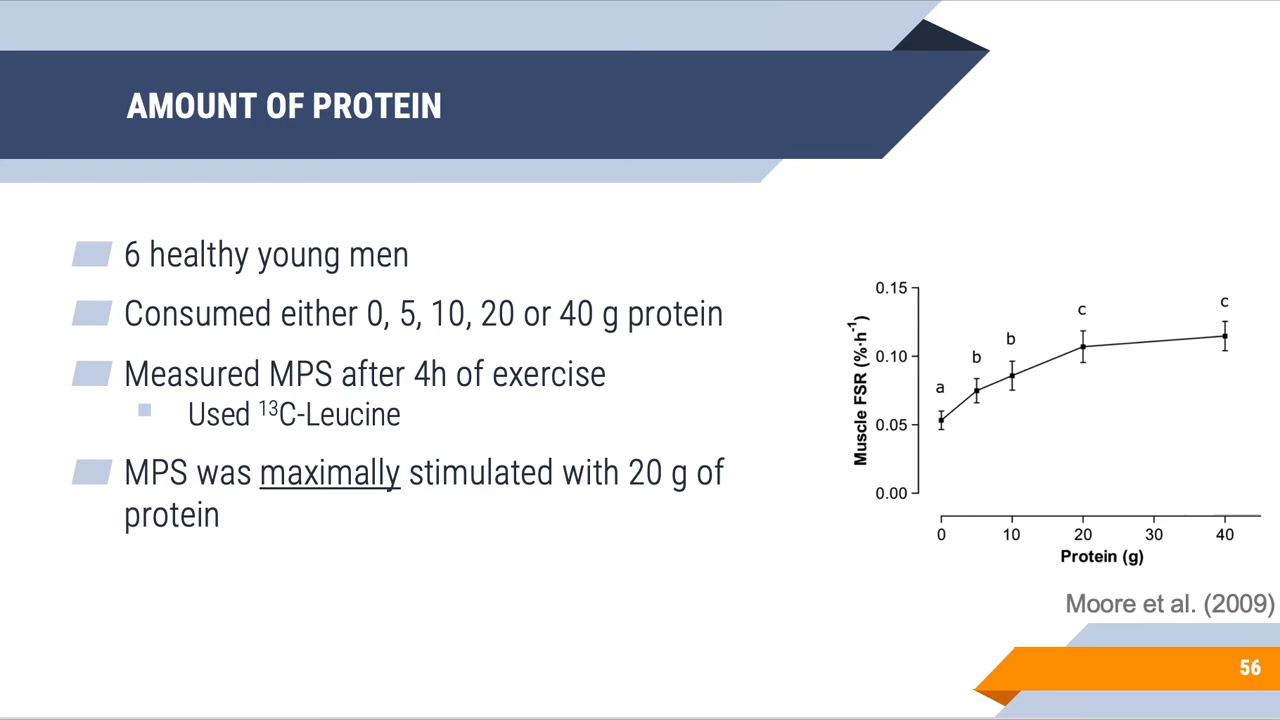 AMOUNT OF PROTEIN
6 healthy young men
Consumed either 0, 5, 10, 20 or 40 g protein
Measured MPS after 4h of exercise
Used ¹³C-Leucine
MPS was maximally stimulated with 20 g of
protein
Muscle FSR (%·h⁻¹)
0.15
0.10
0.05
0.00
a
b
b
c
c
0 10 20 30 40
Protein (g)
Moore et al. (2009)
56